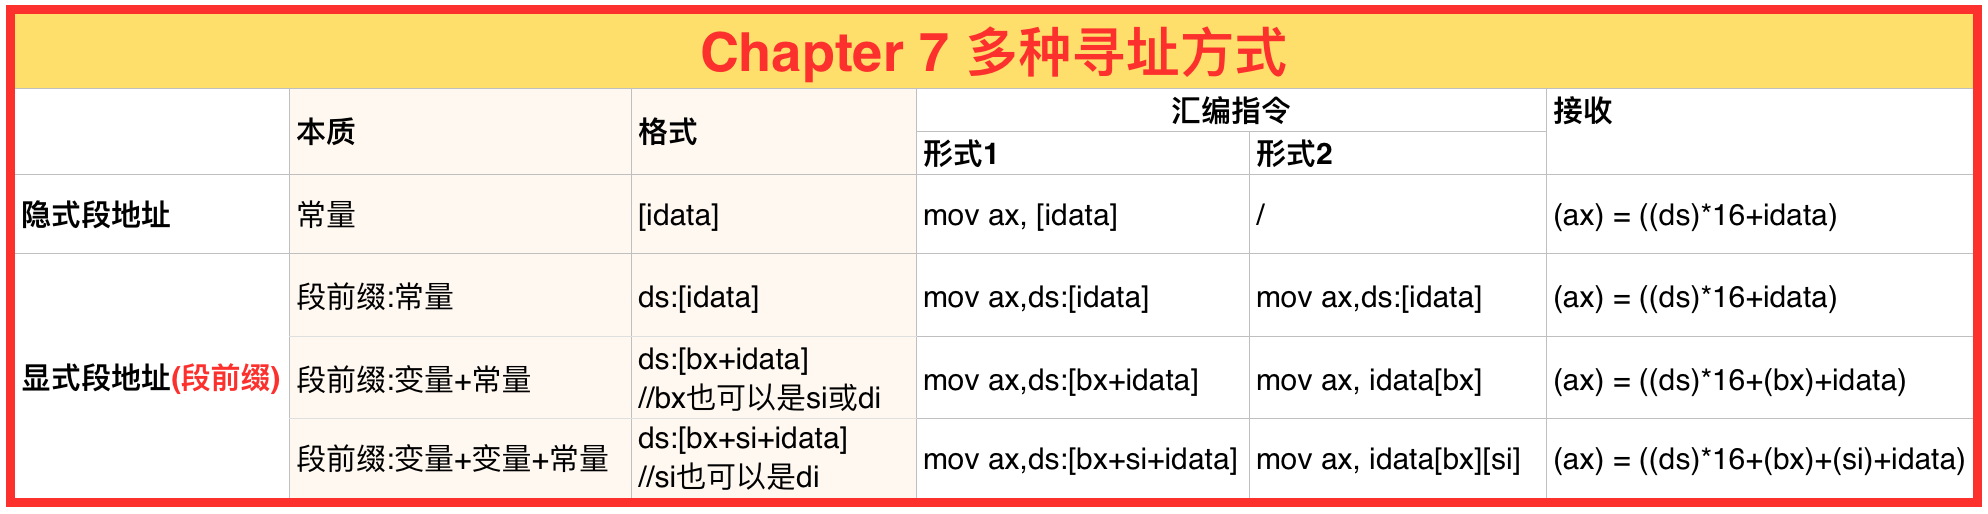 Chapter 7 多种寻址方式
本质
格式
汇编指令
接收
形式1
形式2
隐式段地址
常量
[idata]
mov ax, [idata]
/
(ax) = ((ds)*16+idata)
显式段地址(段前缀)
段前缀:常量
ds:[idata]
mov ax,ds:[idata]
mov ax,ds:[idata]
(ax) = ((ds)*16+idata)
段前缀:变量+常量
ds:[bx+idata]
//bx也可以是si或di
mov ax,ds:[bx+idata]
mov ax, idata[bx]
(ax) = ((ds)*16+(bx)+idata)
段前缀:变量+变量+常量
ds:[bx+si+idata]
//si也可以是di
mov ax,ds:[bx+si+idata]
mov ax, idata[bx][si]
(ax) = ((ds)*16+(bx)+(si)+idata)